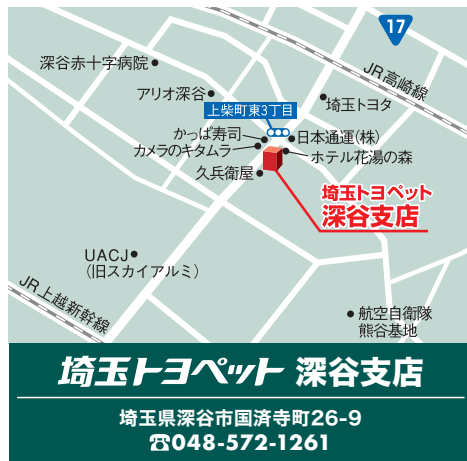 17
JR高崎線
深谷赤十字病院
アリオ深谷
上柴町東3丁目
埼玉トヨタ
かっぱ寿司
日本通運(株)
カメラのキタムラ
ホテル花湯の森
久兵衛屋
埼玉トヨペット
深谷支店
UACJ
(旧スカイアルミ)
JR上越新幹線
航空自衛隊
熊谷基地
埼玉トヨペット 深谷支店
埼玉県深谷市国済寺町26-9
☎048-572-1261